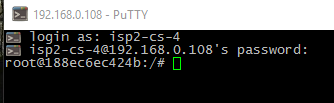 192.168.0.108 - PuTTY
login as: isp2-cs-4
isp2-cs-4@192.168.0.108's password:
root@188ec6ec424b:/#